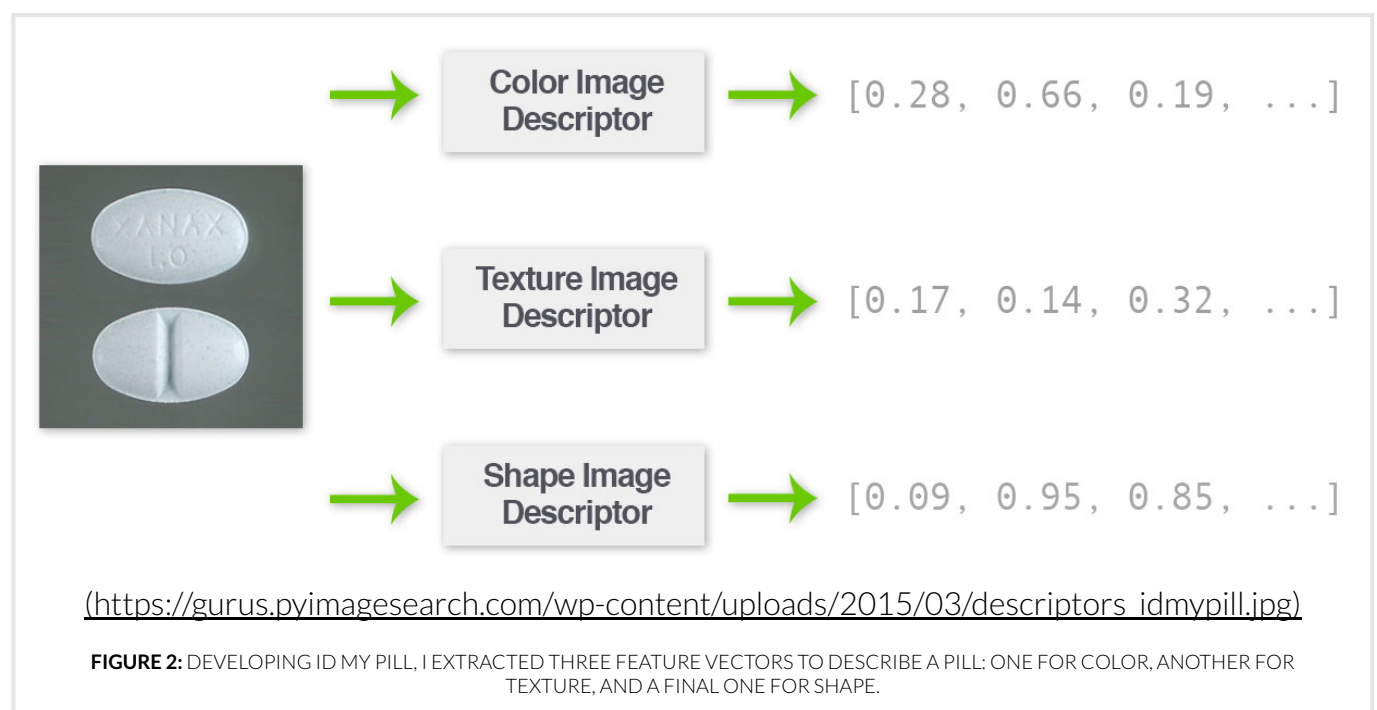 Color Image
Descriptor
[0.28, 0.66, 0.19, ...]
XANAX
1.0
Texture Image
Descriptor
[0.17, 0.14, 0.32, ...]
Shape Image
Descriptor
[0.09, 0.95, 0.85, ...]
(https://gurus.pyimagesearch.com/wp-content/uploads/2015/03/descriptors_idmypill.jpg)
FIGURE 2: DEVELOPING ID MY PILL, I EXTRACTED THREE FEATURE VECTORS TO DESCRIBE A PILL: ONE FOR COLOR, ANOTHER FOR
TEXTURE, AND A FINAL ONE FOR SHAPE.